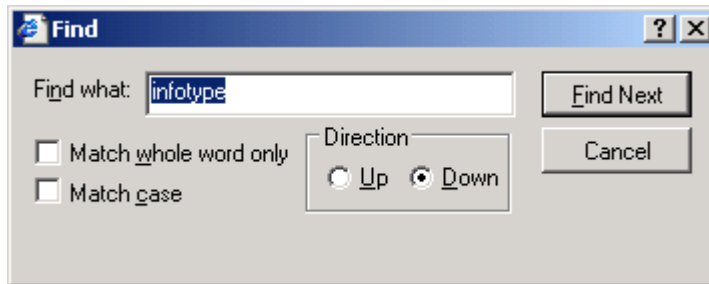 Find
Find what: infotype
Find Next
Match whole word only
Direction
Cancel
Up Down
Match case